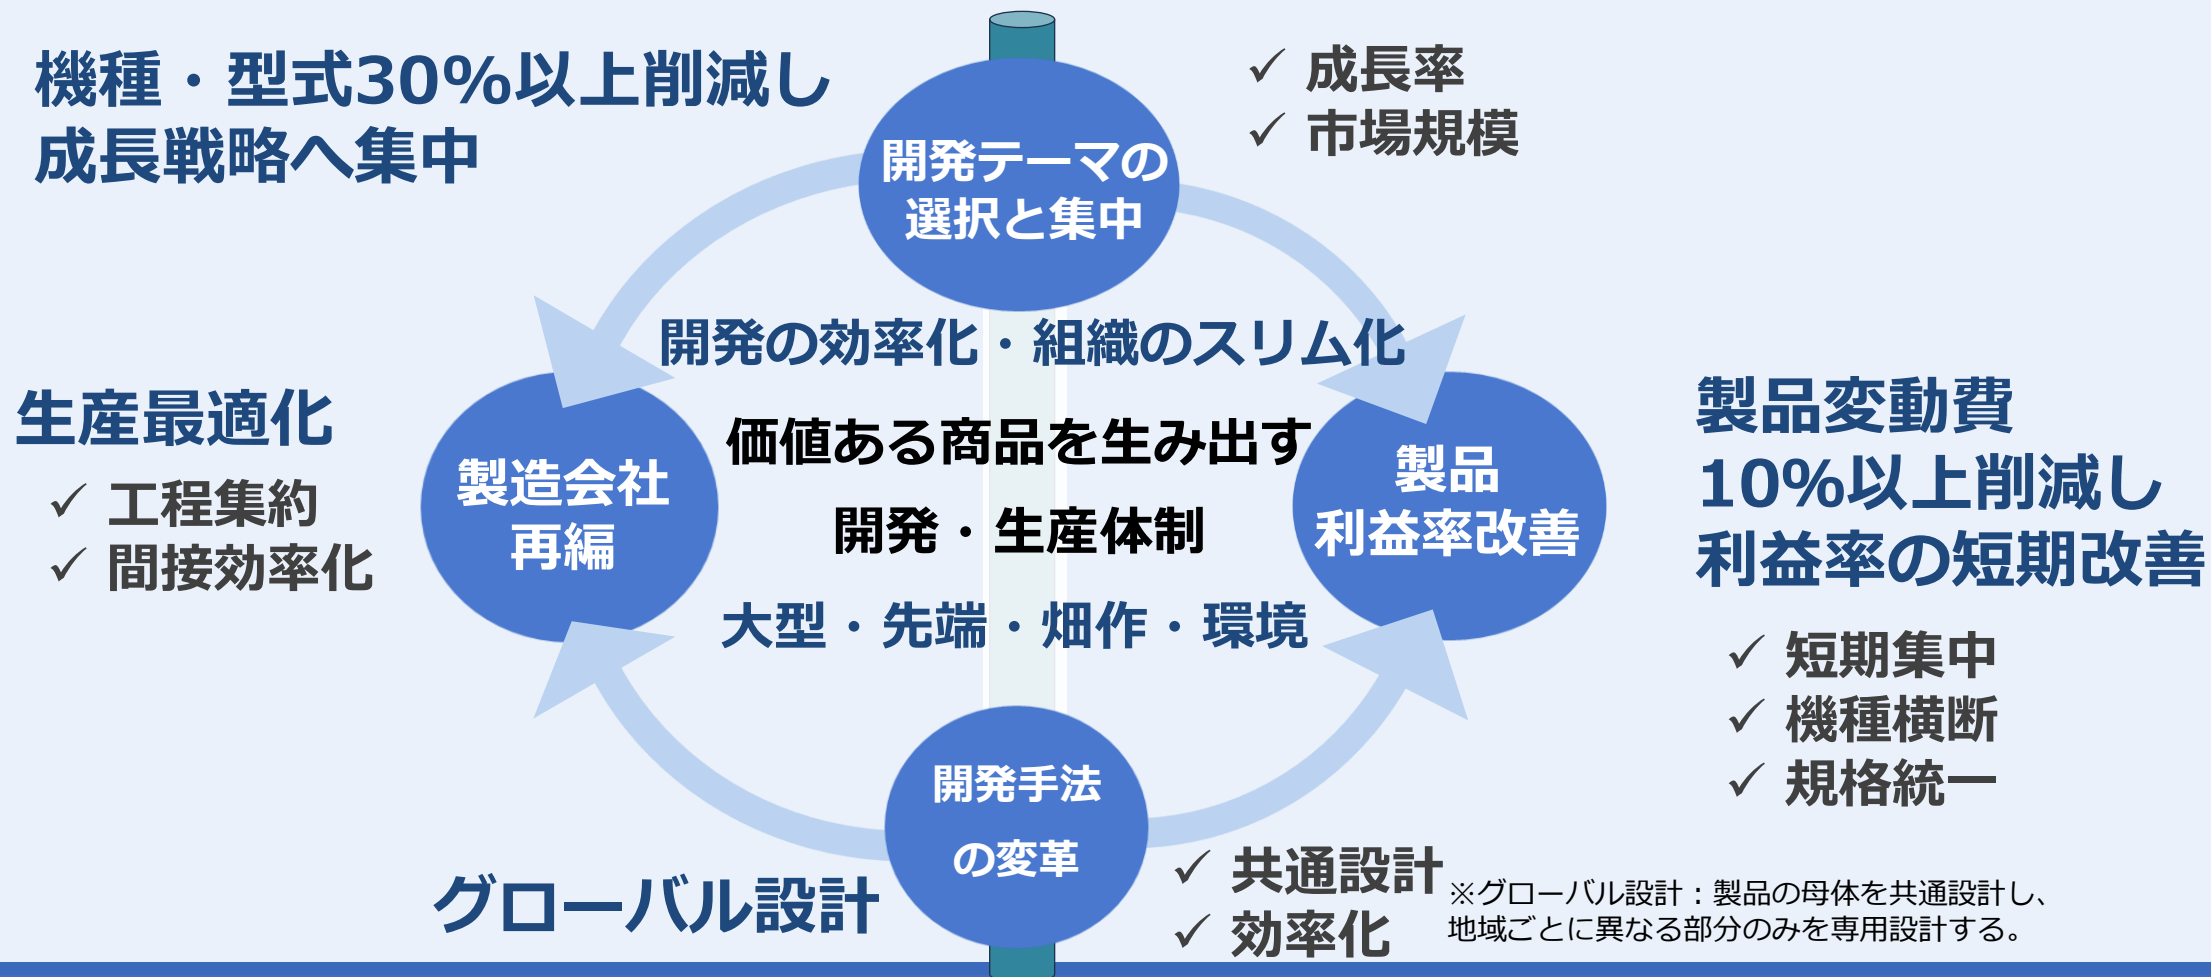 機種・型式30%以上削減し
成長戦略へ集中
✓ 成長率
✓ 市場規模
開発テーマの
選択と集中
開発の効率化・組織のスリム化
生産最適化
✓ 工程集約
✓ 間接効率化
製造会社
再編
価値ある商品を生み出す
開発・生産体制
大型・先端・畑作・環境
製品
利益率改善
製品変動費
10%以上削減し
利益率の短期改善
✓ 短期集中
✓ 機種横断
✓ 規格統一
開発手法
の変革
グローバル設計
✓ 共通設計
✓ 効率化
※グローバル設計：製品の母体を共通設計し、
地域ごとに異なる部分のみを専用設計する。